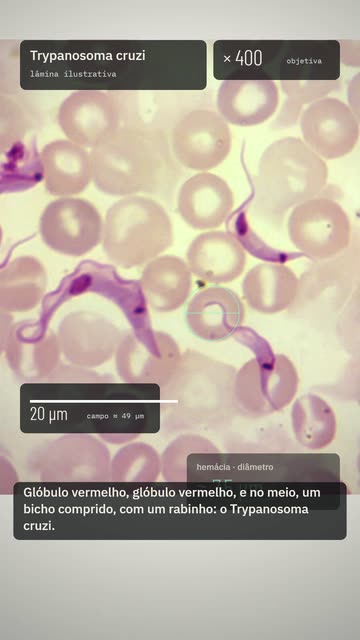 Trypanosoma cruzi
lâmina ilustrativa
× 400 objetiva
20 µm campo = 49 µm
hemácia · diâmetro
Glóbulo vermelho, glóbulo vermelho, e no meio, um
bicho comprido, com um rabinho: o Trypanosoma
cruzi.